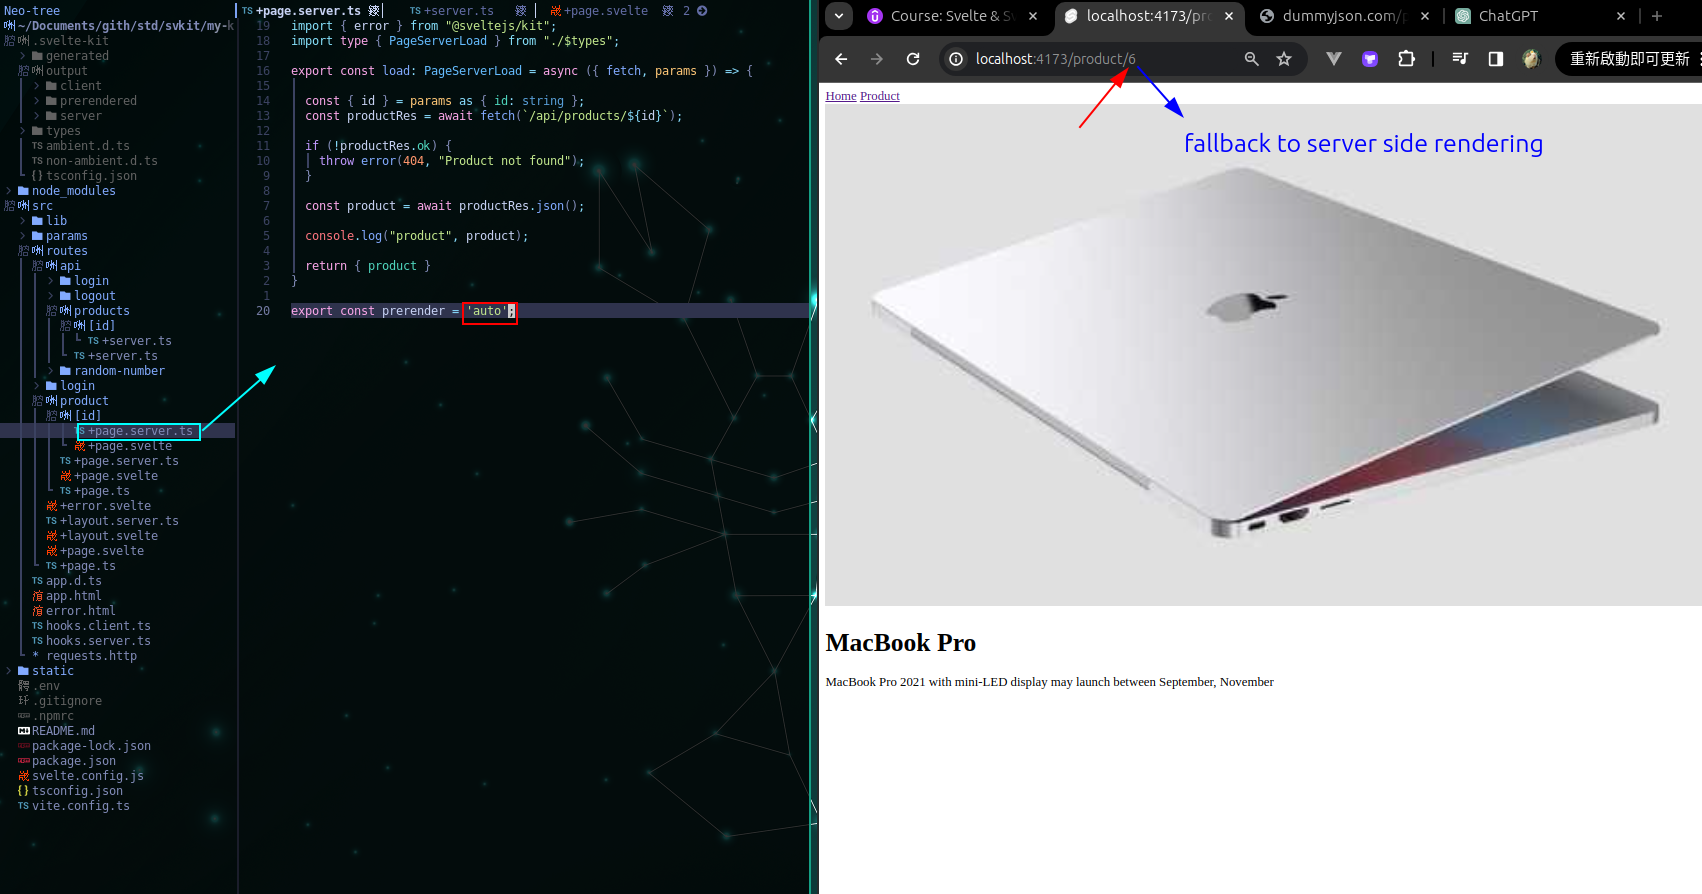 Neo-tree
~/Documents/gith/std/svkit/my-k
.svelte-kit
generated
output
client
prerendered
server
types
ambient.d.ts
non-ambient.d.ts
tsconfig.json
node_modules
src
lib
params
routes
api
login
logout
products
[id]
TS +server.ts
TS +server.ts
random-number
login
product
[id]
TS +page.server.ts
+page.svelte
TS +page.server.ts
+page.svelte
TS +page.ts
+error.svelte
TS +layout.server.ts
+layout.svelte
+page.svelte
TS +page.ts
TS app.d.ts
app.html
error.html
TS hooks.client.ts
TS hooks.server.ts
* requests.http
static
.env
.gitignore
.npmrc
README.md
package-lock.json
package.json
svelte.config.js
{} tsconfig.json
TS vite.config.ts
TS +page.server.ts TS +server.ts +page.svelte 2
19 import { error } from "@sveltejs/kit";
18 import type { PageServerLoad } from "./$types";
17
16 export const load: PageServerLoad = async ({ fetch, params }) => {
15
14 const { id } = params as { id: string };
13 const productRes = await fetch(`/api/products/${id}`);
12
11 if (!productRes.ok) {
10 throw error(404, "Product not found");
9 }
8
7 const product = await productRes.json();
6
5 console.log("product", product);
4
3 return { product }
2 }
1
20 export const prerender = 'auto';
Course: Svelte & S
localhost:4173/pro
dummyjson.com/p
ChatGPT
localhost:4173/product/6
重新啟動即可更新
Home Product
fallback to server side rendering
MacBook Pro
MacBook Pro 2021 with mini-LED display may launch between September, November